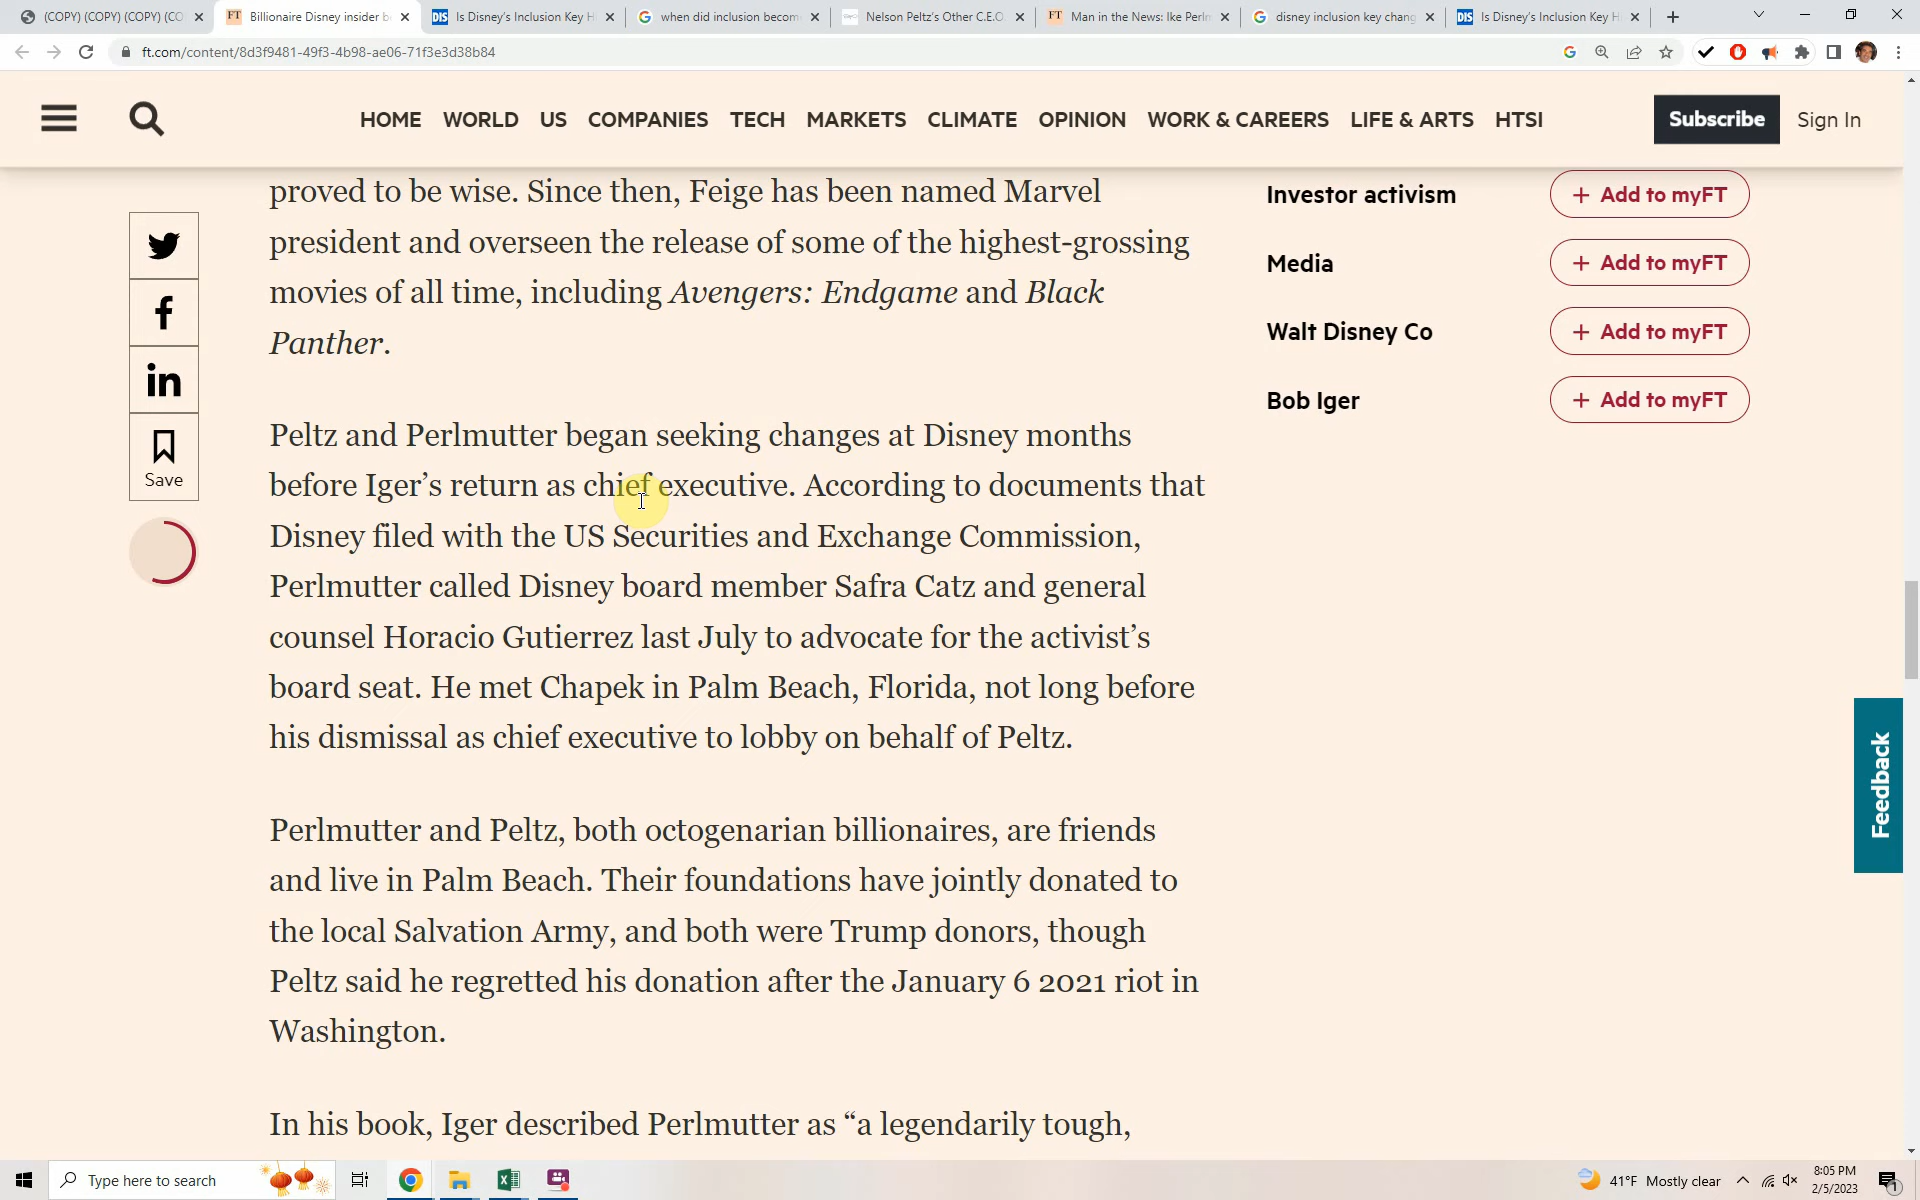 (COPY) (COPY) (COPY) (CO
FT Billionaire Disney insider b
DIS Is Disney's Inclusion Key H
when did inclusion becom
Nelson Peltz's Other C.E.O.
FT Man in the News: Ike Perlm
disney inclusion key chang
DIS Is Disney's Inclusion Key H
ft.com/content/8d3f9481-49f3-4b98-ae06-71f3e3d38b84
HOME WORLD US COMPANIES TECH MARKETS CLIMATE OPINION WORK & CAREERS LIFE & ARTS HTSI
Subscribe
Sign In
proved to be wise. Since then, Feige has been named Marvel
president and overseen the release of some of the highest-grossing
movies of all time, including Avengers: Endgame and Black
Panther.
Peltz and Perlmutter began seeking changes at Disney months
before Iger's return as chief executive. According to documents that
Disney filed with the US Securities and Exchange Commission,
Perlmutter called Disney board member Safra Catz and general
counsel Horacio Gutierrez last July to advocate for the activist's
board seat. He met Chapek in Palm Beach, Florida, not long before
his dismissal as chief executive to lobby on behalf of Peltz.
Perlmutter and Peltz, both octogenarian billionaires, are friends
and live in Palm Beach. Their foundations have jointly donated to
the local Salvation Army, and both were Trump donors, though
Peltz said he regretted his donation after the January 6 2021 riot in
Washington.
In his book, Iger described Perlmutter as “a legendarily tough,
Save
Investor activism
+ Add to myFT
Media
+ Add to myFT
Walt Disney Co
+ Add to myFT
Bob Iger
+ Add to myFT
Feedback
Type here to search
41°F Mostly clear
8:05 PM
2/5/2023
1